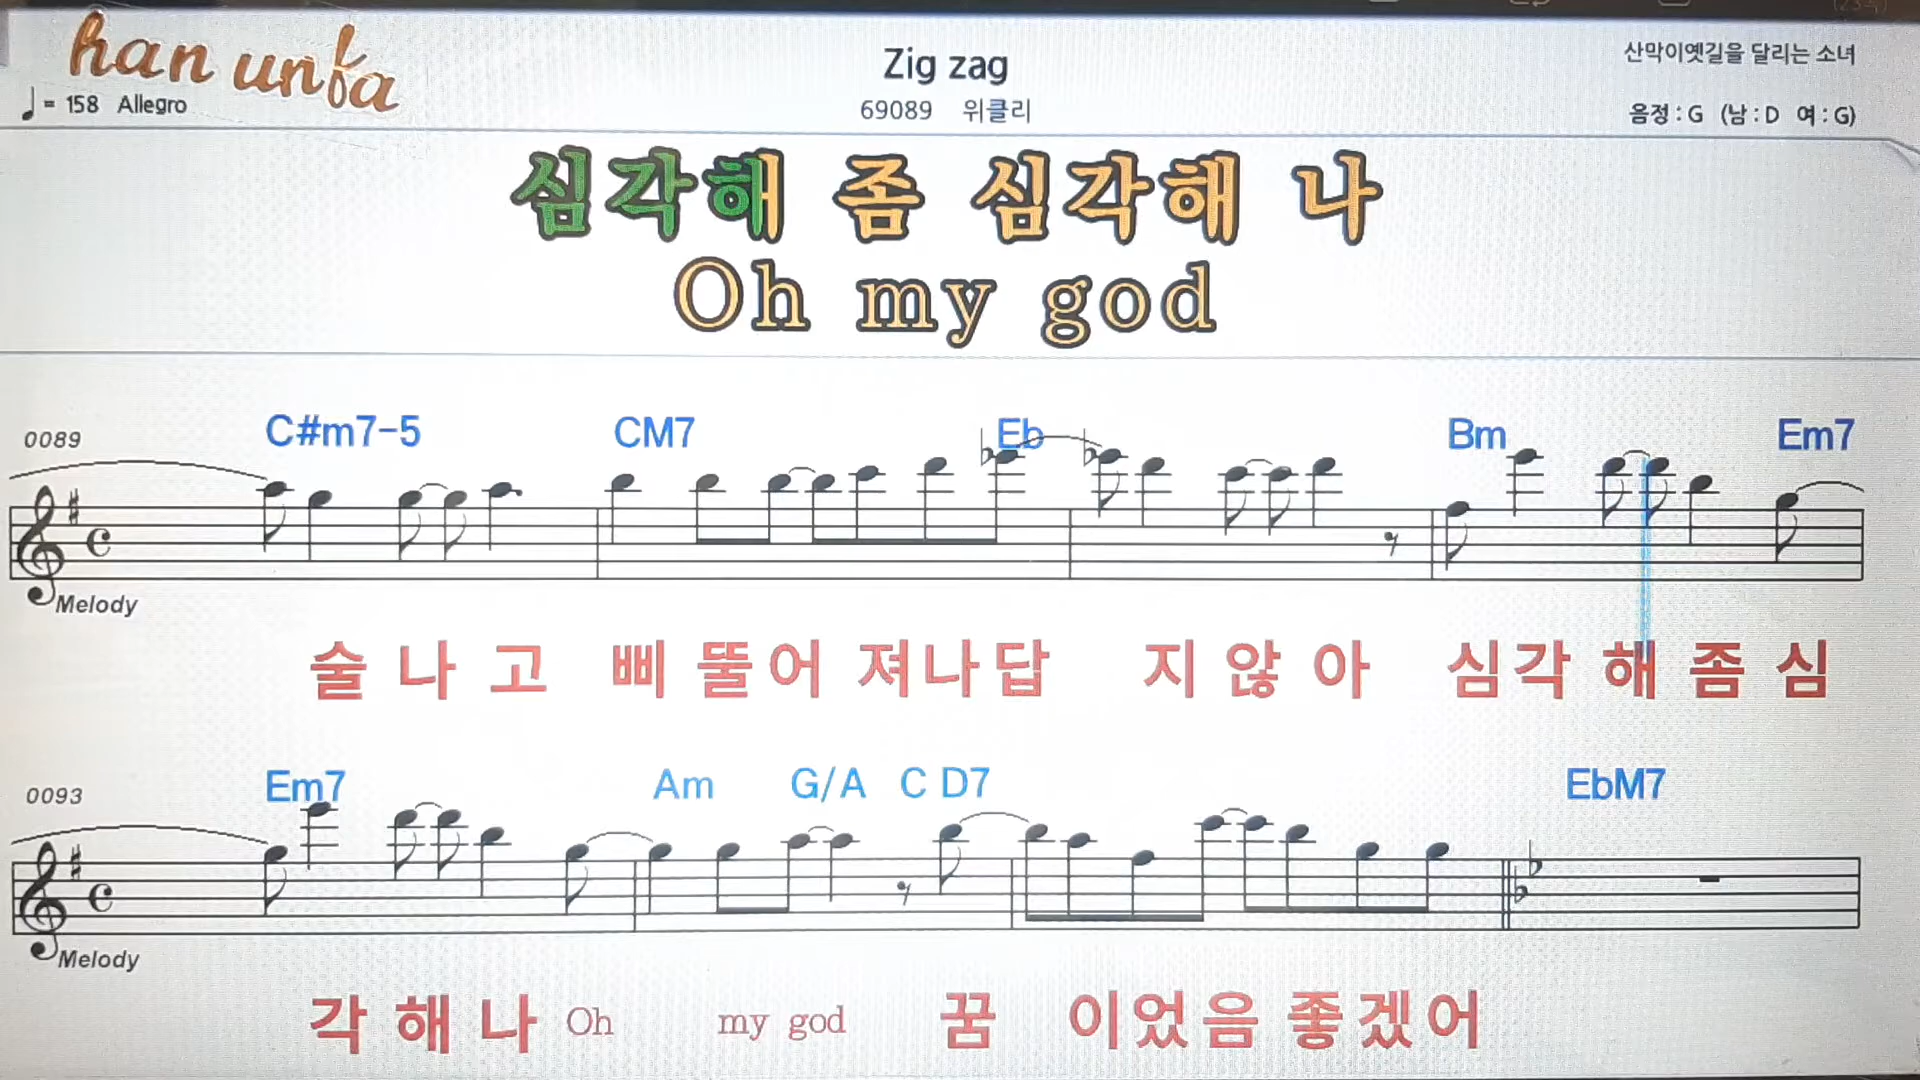 han unfa
Zig zag
산막이옛길을 달리는 소녀
= 158 Allegro
69089 위클리
음정 : G (남 : D 여 : G)
심각해 좀 심각해 나
Oh my god
0089 C#m7-5 CM7 Eb Bm Em7
Melody
술 나 고 삐 뚤어 져나답 지 않 아 심각 해 좀 심
0093 Em7 Am G/A C D7 EbM7
Melody
각 해 나 Oh my god 꿈 이었음 좋겠어